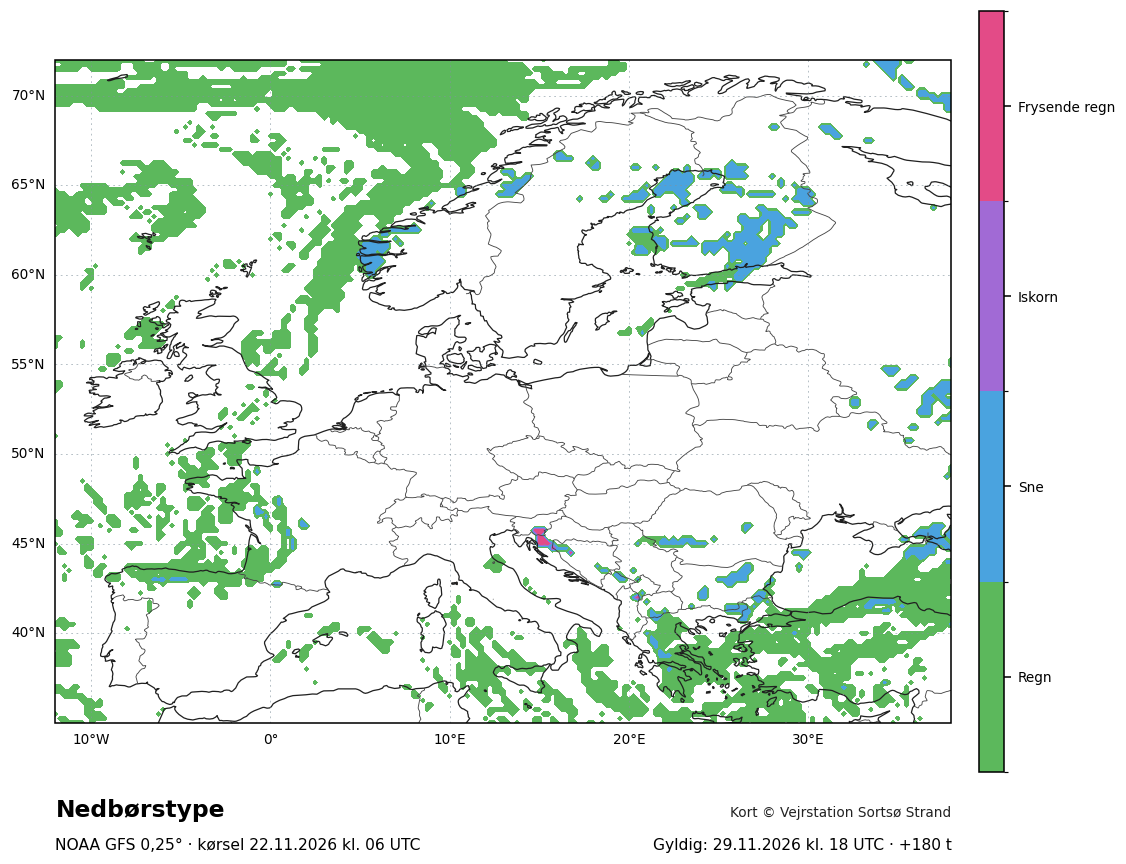 Frysende regn
Iskorn
Sne
Regn
70°N
65°N
60°N
55°N
50°N
45°N
40°N
10°W
0°
10°E
20°E
30°E
Nedbørstype
Kort © Vejrstation Sortsø Strand
NOAA GFS 0,25° · kørsel 22.11.2026 kl. 06 UTC
Gyldig: 29.11.2026 kl. 18 UTC · +180 t